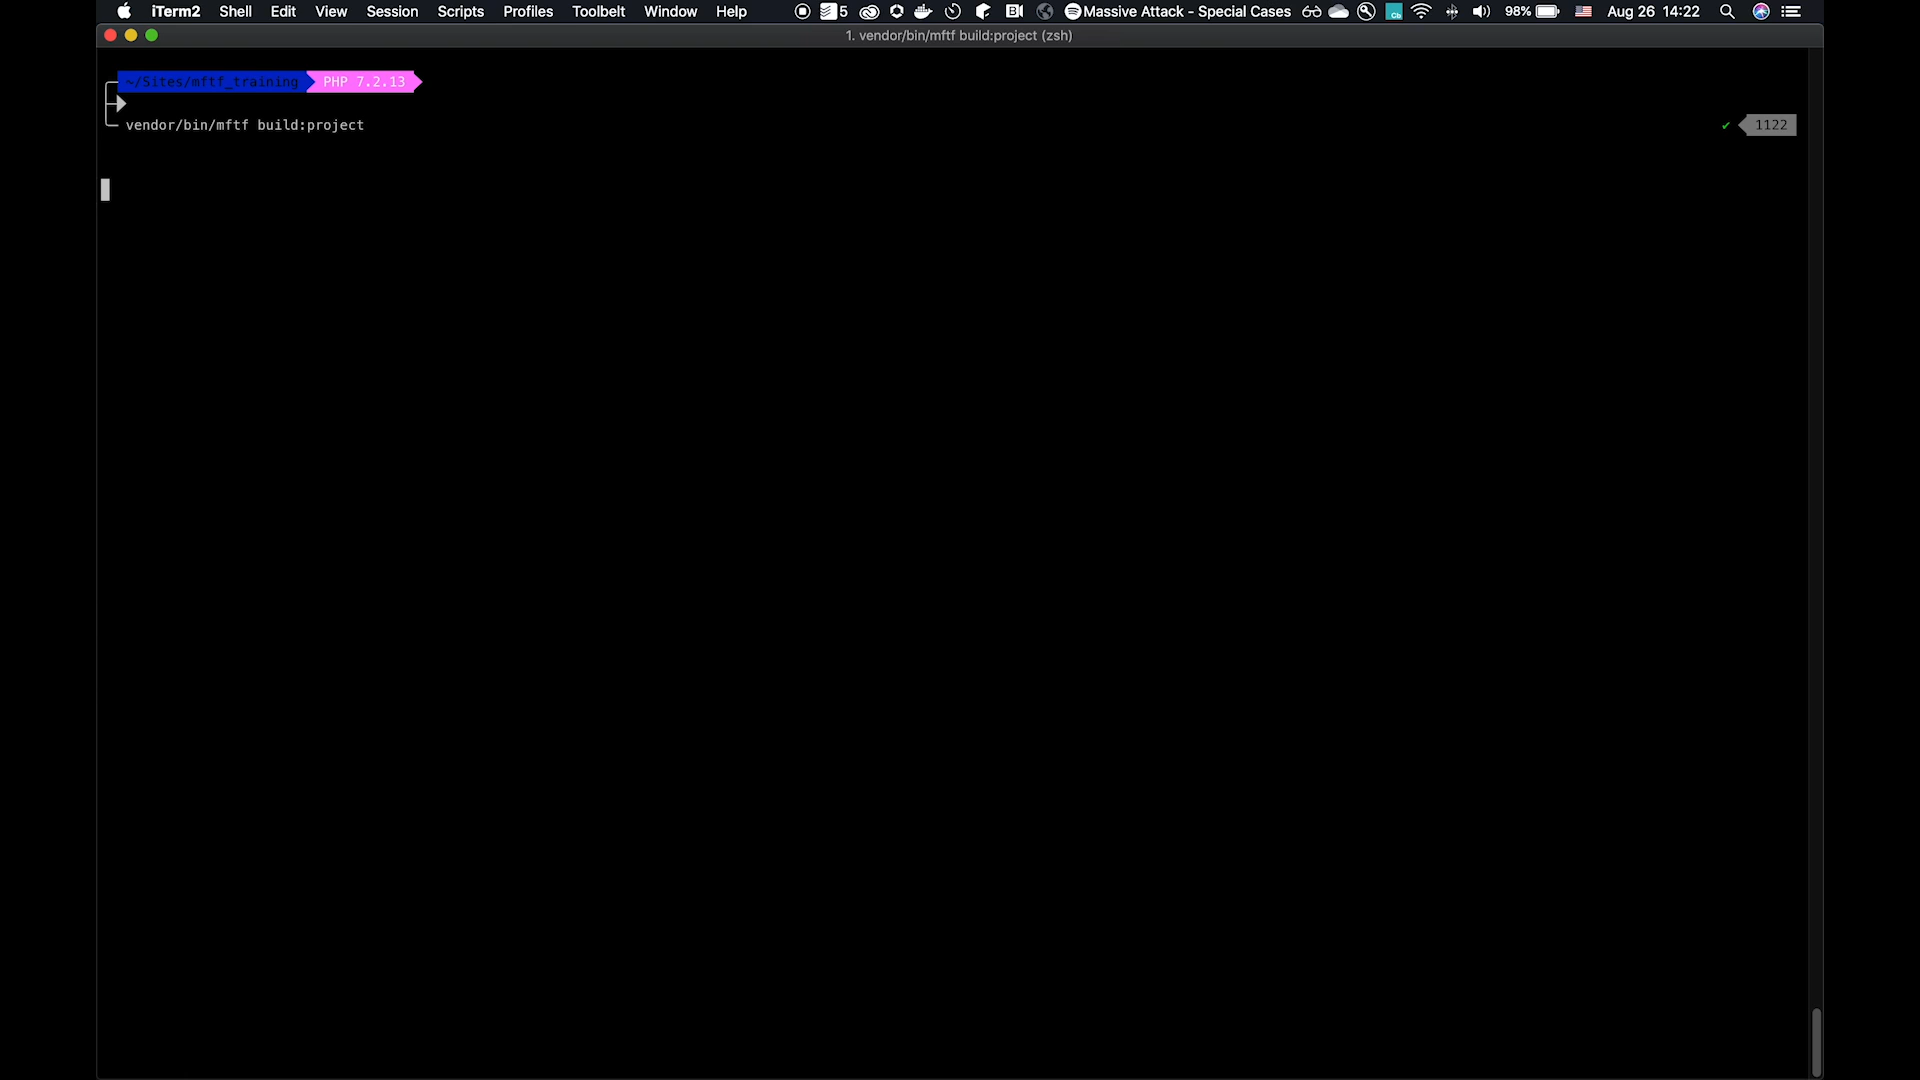 iTerm2 Shell Edit View Session Scripts Profiles Toolbelt Window Help 5 Massive Attack - Special Cases Cb 98% Aug 26 14:22
1. vendor/bin/mftf build:project (zsh)
~/Sites/mftf_training PHP 7.2.13
vendor/bin/mftf build:project ✔ 1122